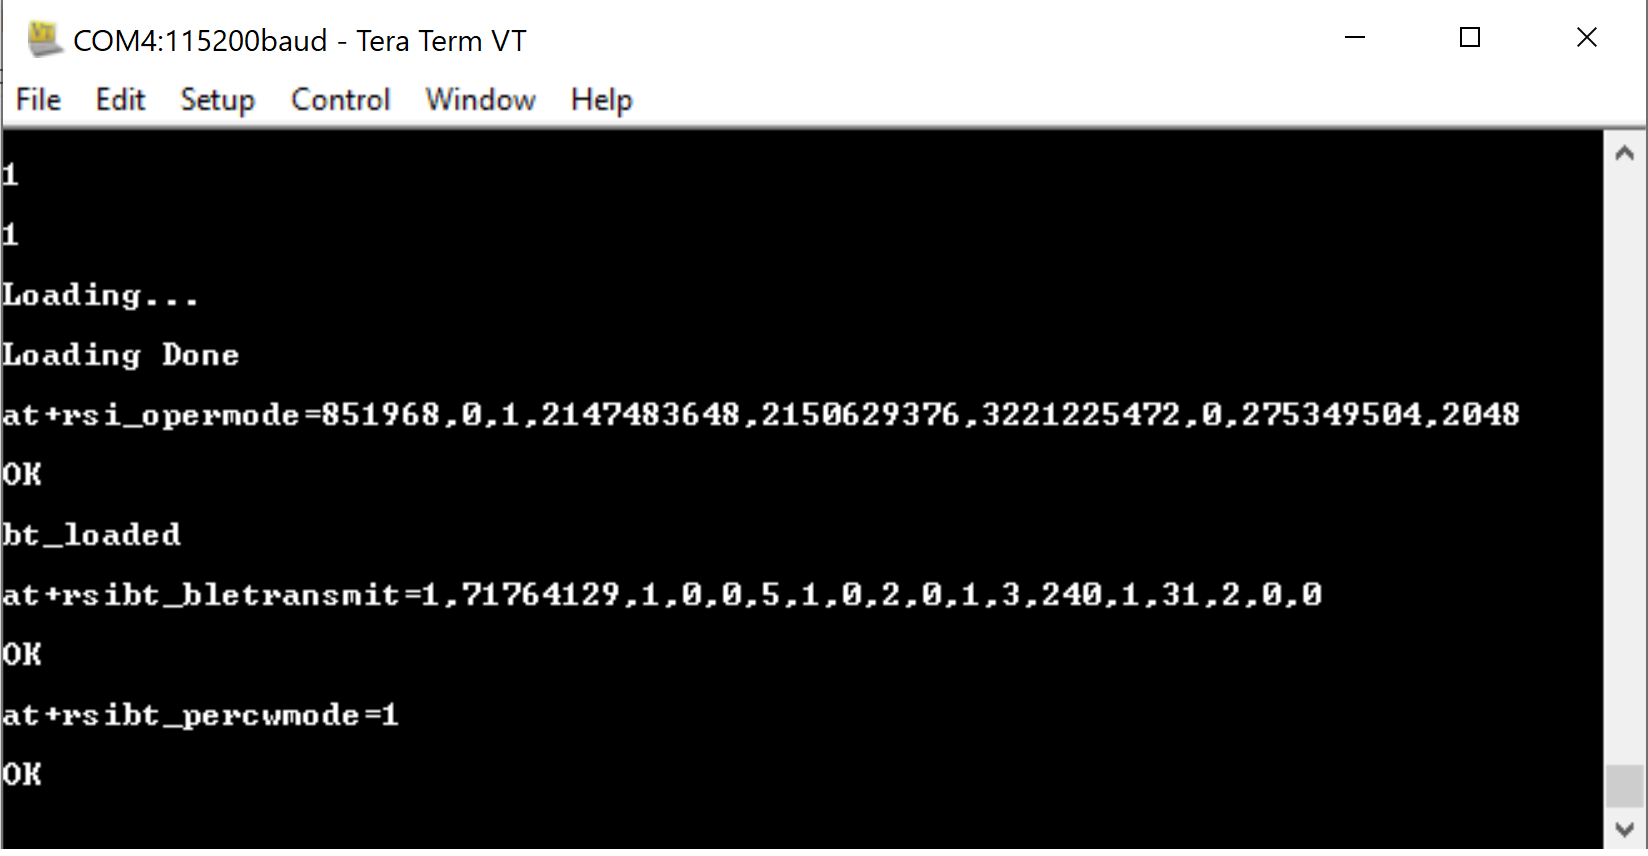 COM4:115200baud - Tera Term VT
File Edit Setup Control Window Help
1
1
Loading...
Loading Done
at+rsi_opermode=851968,0,1,2147483648,2150629376,3221225472,0,275349504,2048
OK
bt_loaded
at+rsibt_bletransmit=1,71764129,1,0,0,5,1,0,2,0,1,3,240,1,31,2,0,0
OK
at+rsibt_percwmode=1
OK